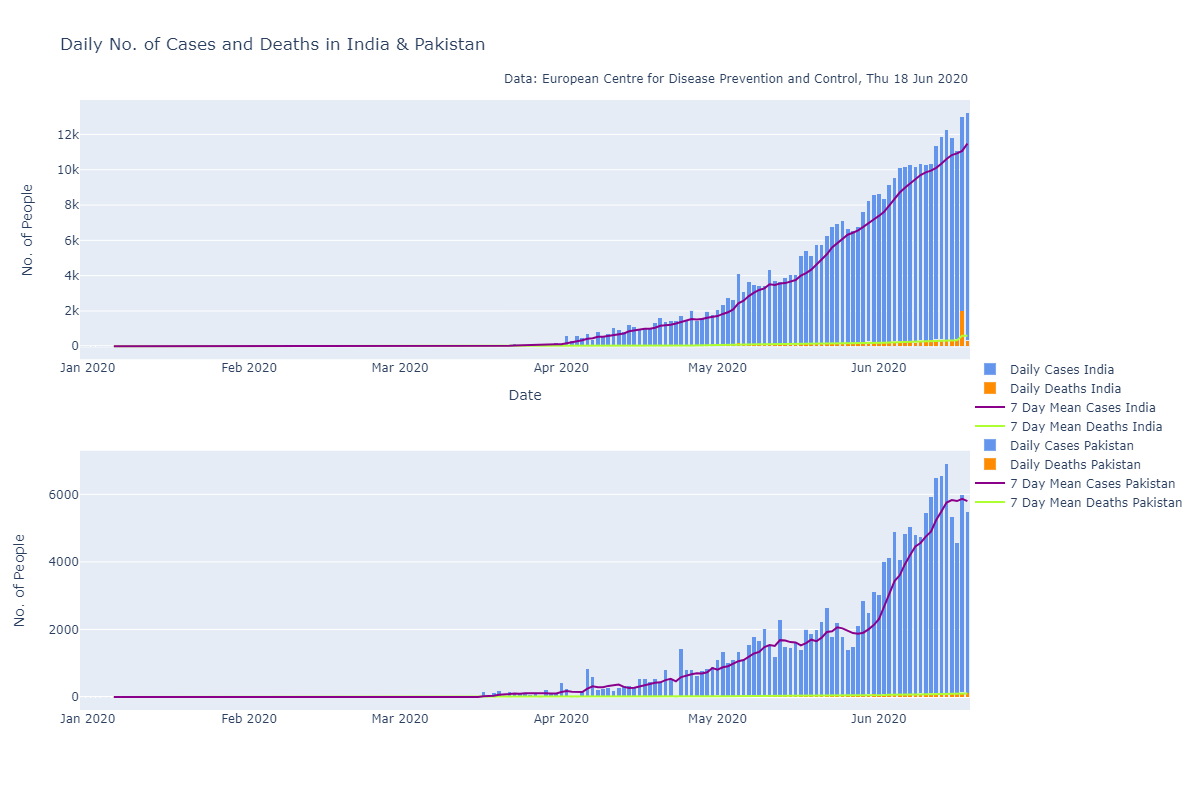 Daily No. of Cases and Deaths in India & Pakistan
Data: European Centre for Disease Prevention and Control, Thu 18 Jun 2020
12k
10k
8k
6k
4k
2k
0
No. of People
Jan 2020 Feb 2020 Mar 2020 Apr 2020 May 2020 Jun 2020
Date
Daily Cases India
Daily Deaths India
7 Day Mean Cases India
7 Day Mean Deaths India
Daily Cases Pakistan
Daily Deaths Pakistan
7 Day Mean Cases Pakistan
7 Day Mean Deaths Pakistan
6000
4000
2000
0
No. of People
Jan 2020 Feb 2020 Mar 2020 Apr 2020 May 2020 Jun 2020